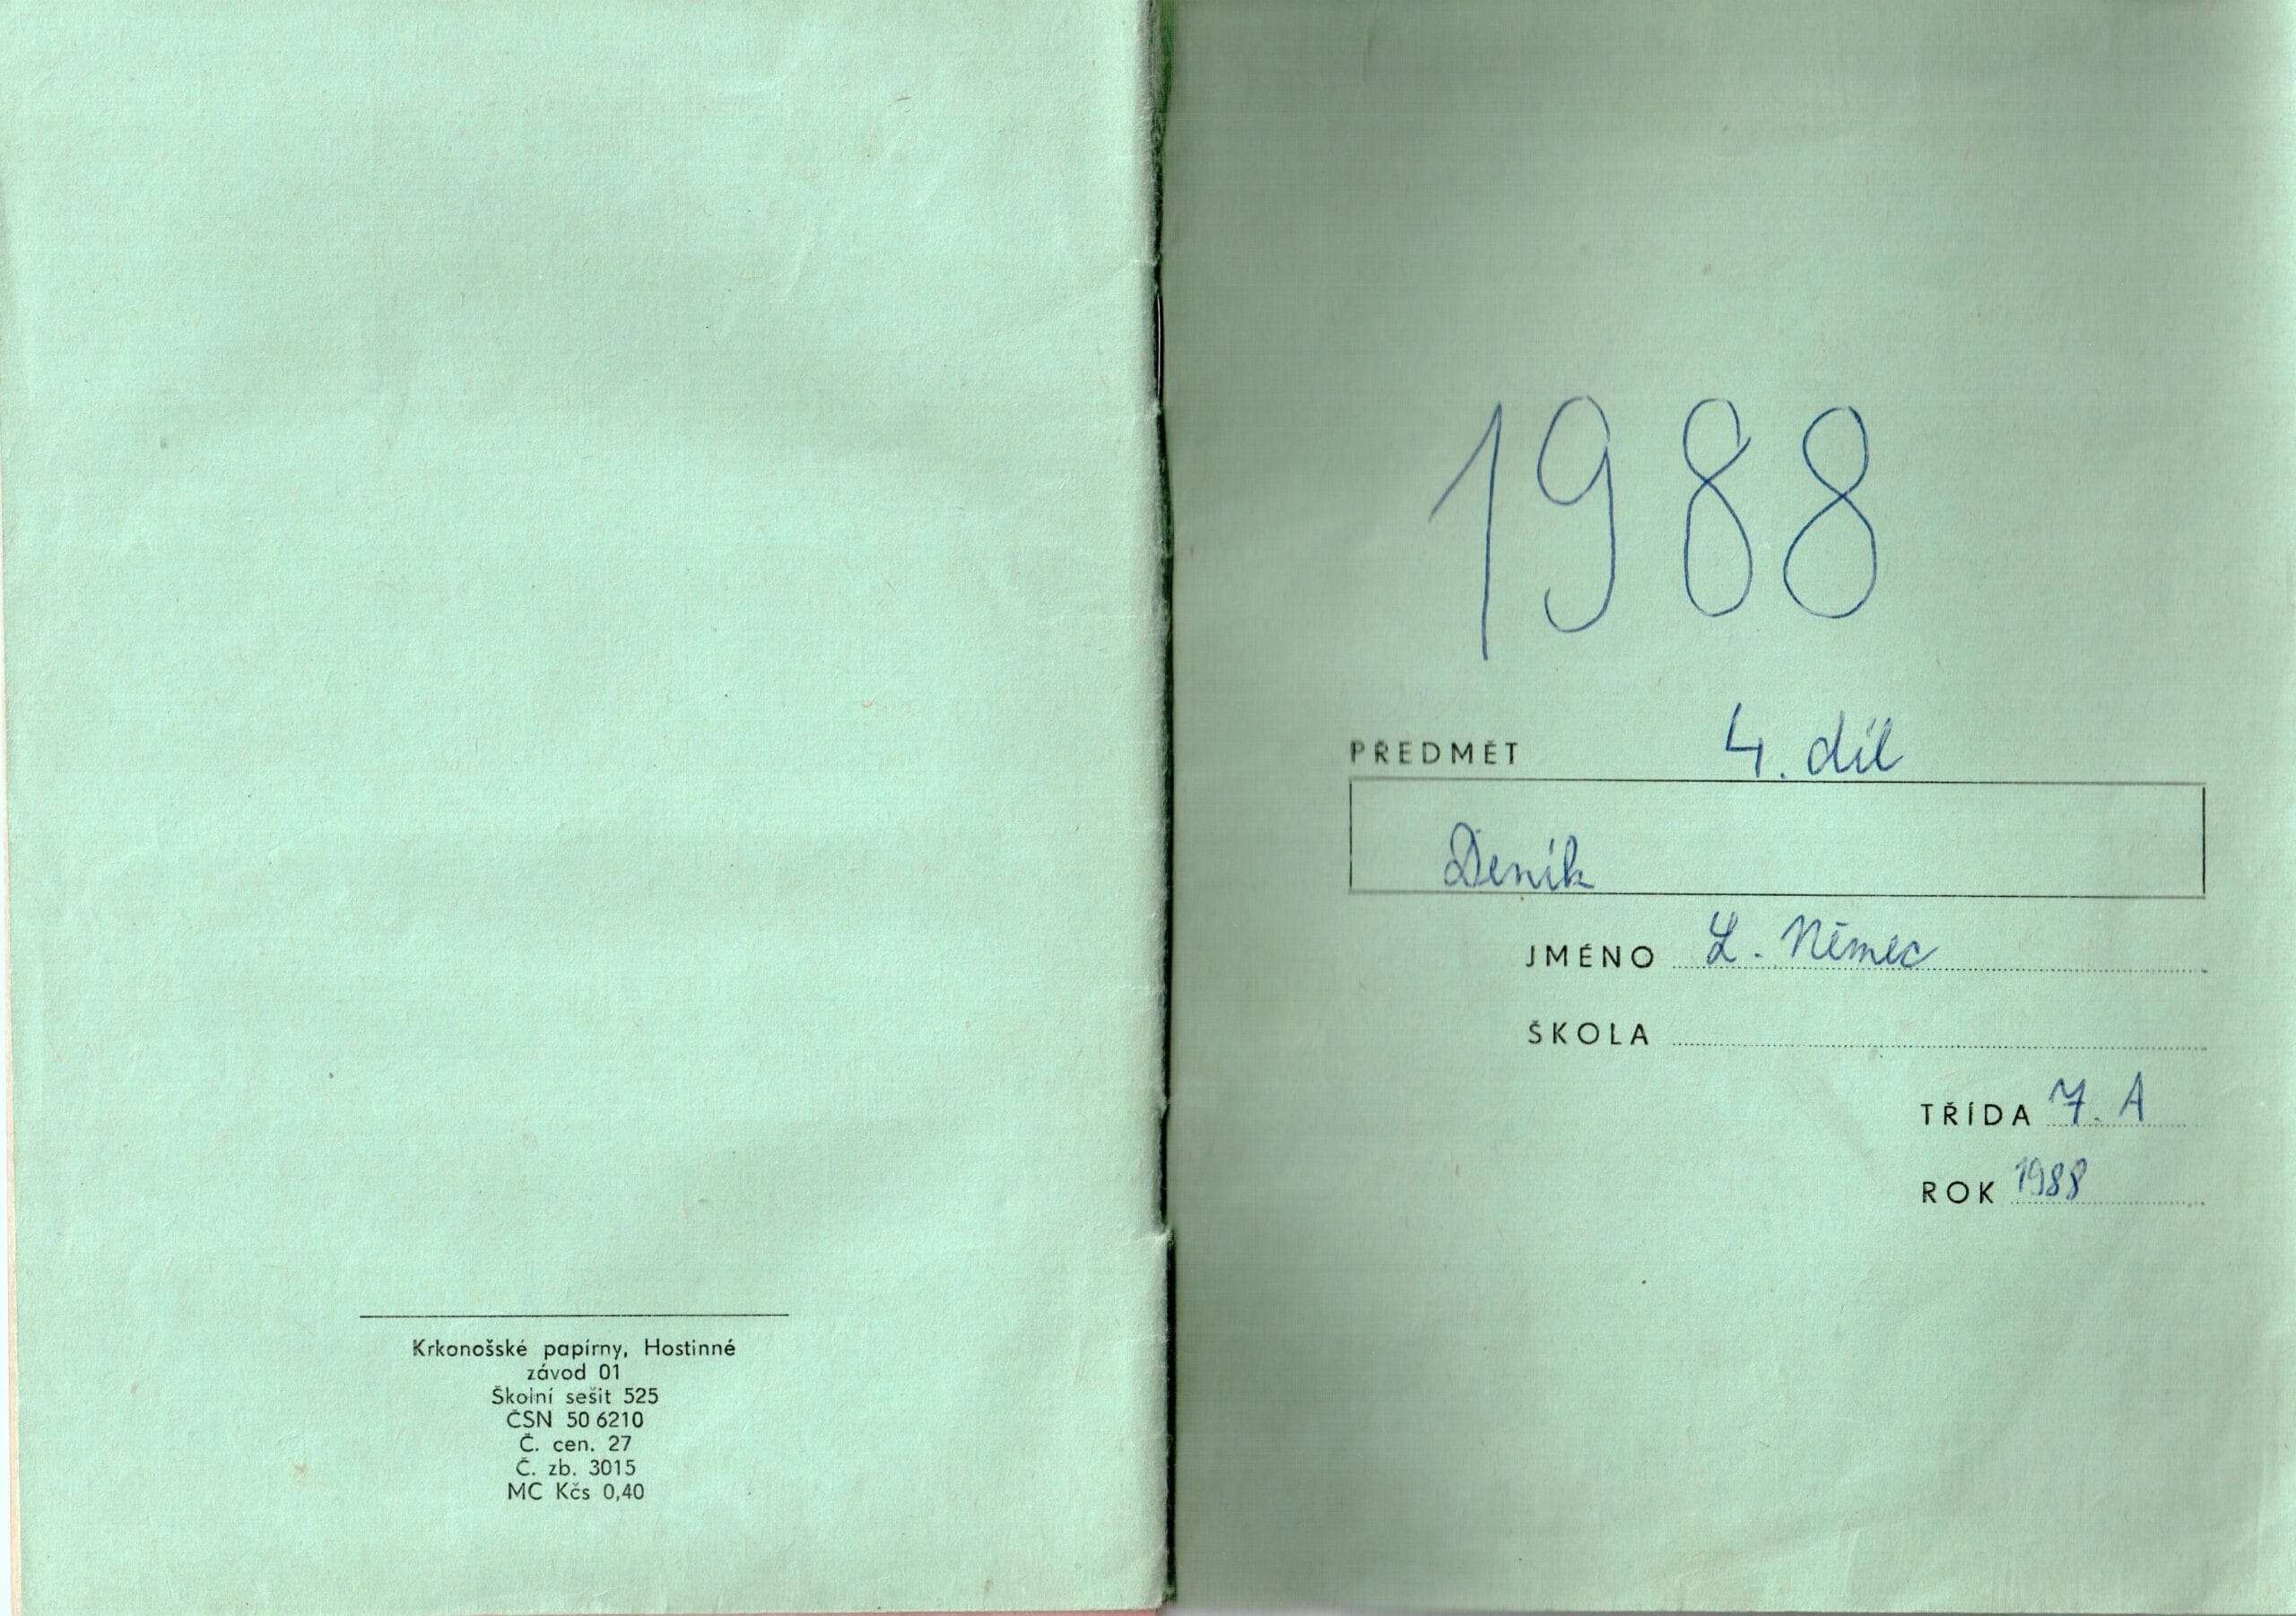 Krkonošské papírny, Hostinné
závod 01
Školní sešit 525
ČSN 50 6210
Č. cen. 27
Č. zb. 3015
MC Kčs 0,40
1988
4. díl
PŘEDMĚT
Deník
JMÉNO L. Němec
ŠKOLA
TŘÍDA 7. A
ROK 1988